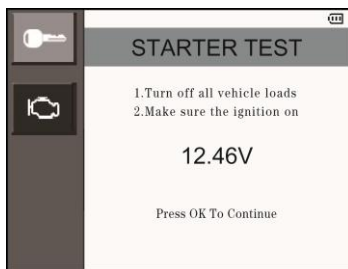 STARTER TEST
1.Turn off all vehicle loads
2.Make sure the ignition on
12.46V
Press OK To Continue